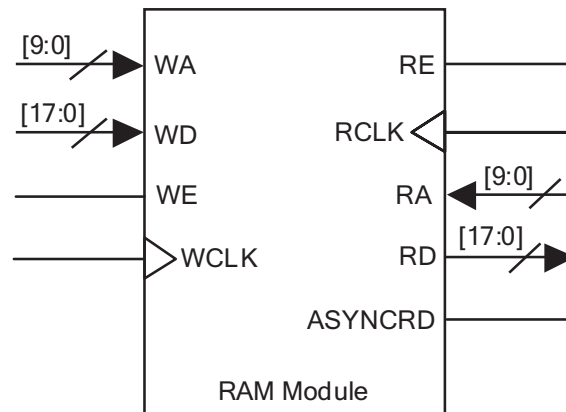 [9:0]
WA
RE
[17:0]
WD
RCLK
WE
RA
[9:0]
WCLK
RD
[17:0]
ASYNCRD
RAM Module